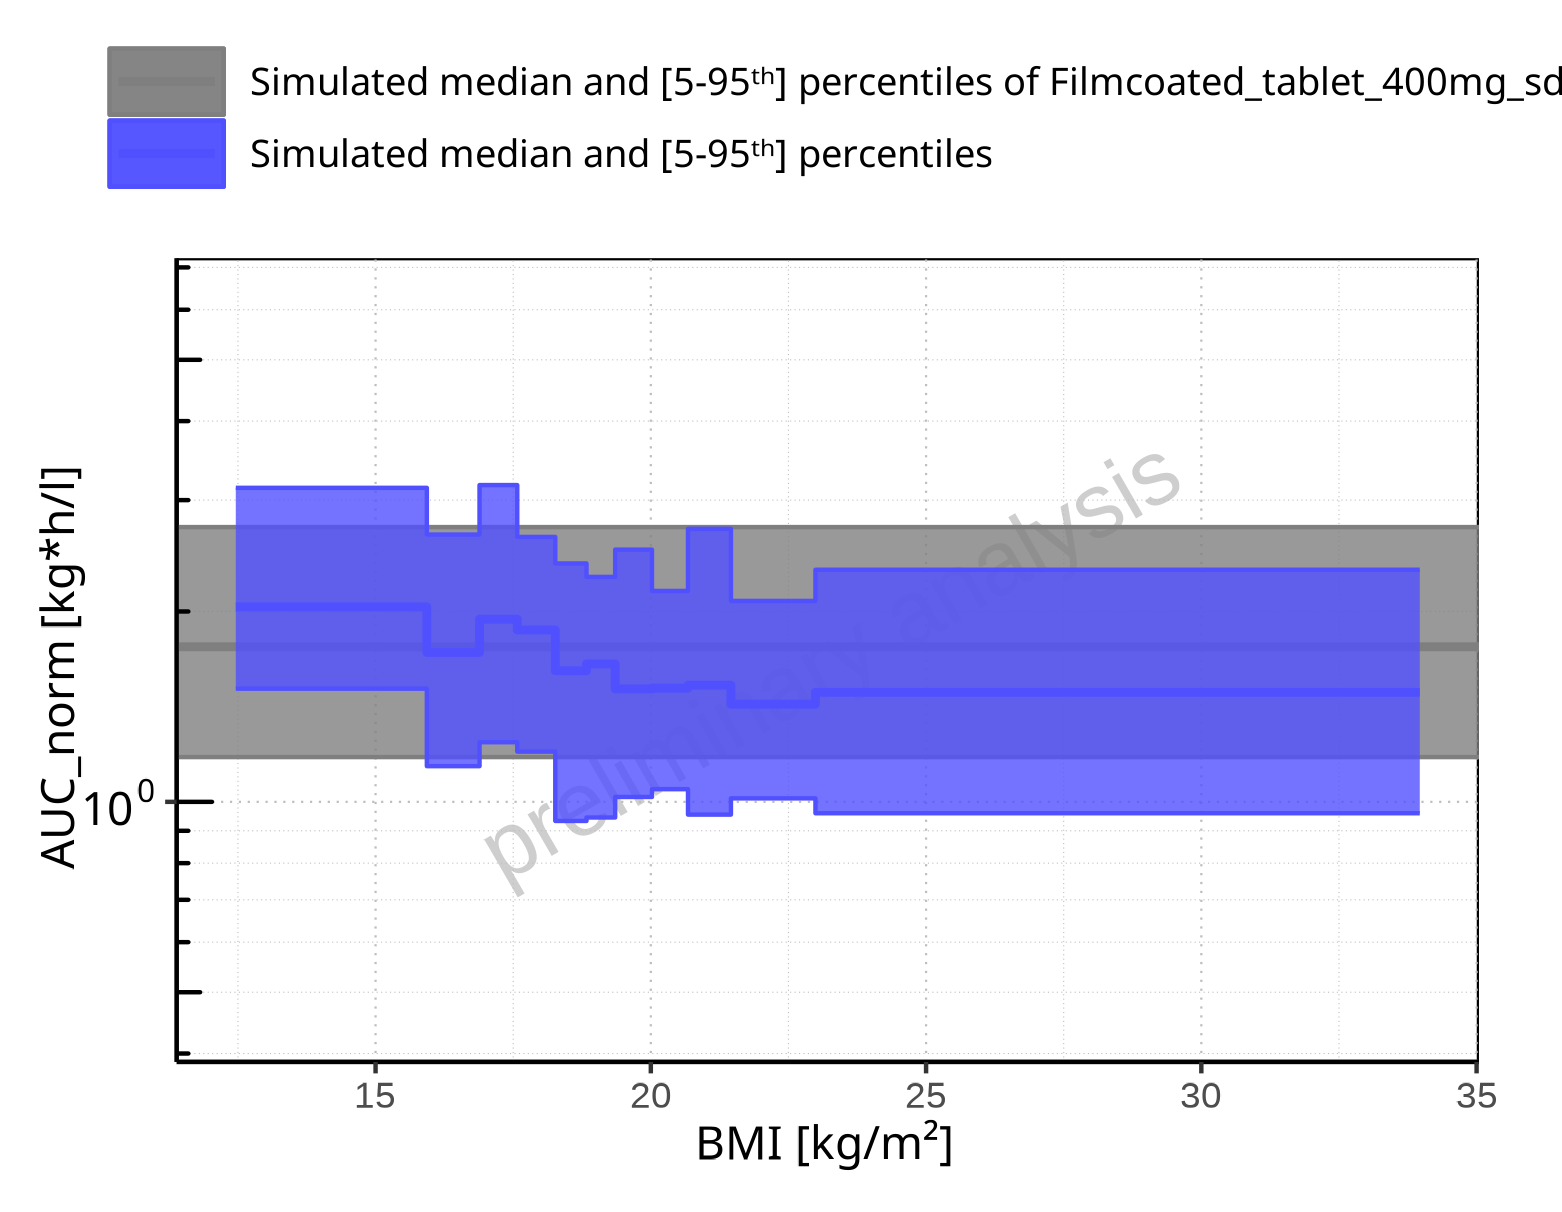 Simulated median and [5-95ᵗʰ] percentiles of Filmcoated_tablet_400mg_sd
Simulated median and [5-95ᵗʰ] percentiles
AUC_norm [kg*h/l]
10⁰
preliminary analysis
15 20 25 30 35
BMI [kg/m²]